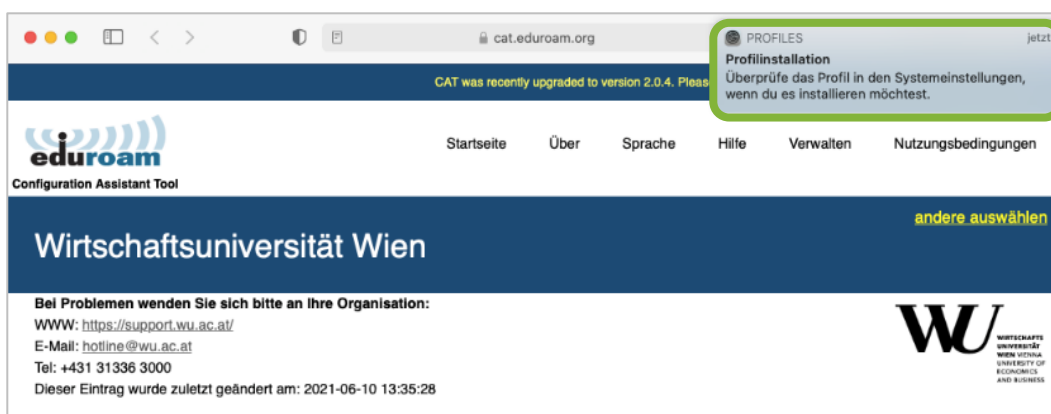 cat.eduroam.org
PROFILES jetzt
Profilinstallation
Überprüfe das Profil in den Systemeinstellungen,
wenn du es installieren möchtest.
CAT was recently upgraded to version 2.0.4.
eduroam
Configuration Assistant Tool
Startseite Über Sprache Hilfe Verwalten Nutzungsbedingungen
andere auswählen
Wirtschaftsuniversität Wien
Bei Problemen wenden Sie sich bitte an Ihre Organisation:
WWW: https://support.wu.ac.at/
E-Mail: hotline@wu.ac.at
Tel: +431 31336 3000
Dieser Eintrag wurde zuletzt geändert am: 2021-06-10 13:35:28
WU
WIRTSCHAFTS
UNIVERSITÄT
WIEN VIENNA
UNIVERSITY OF
ECONOMICS
AND BUSINESS